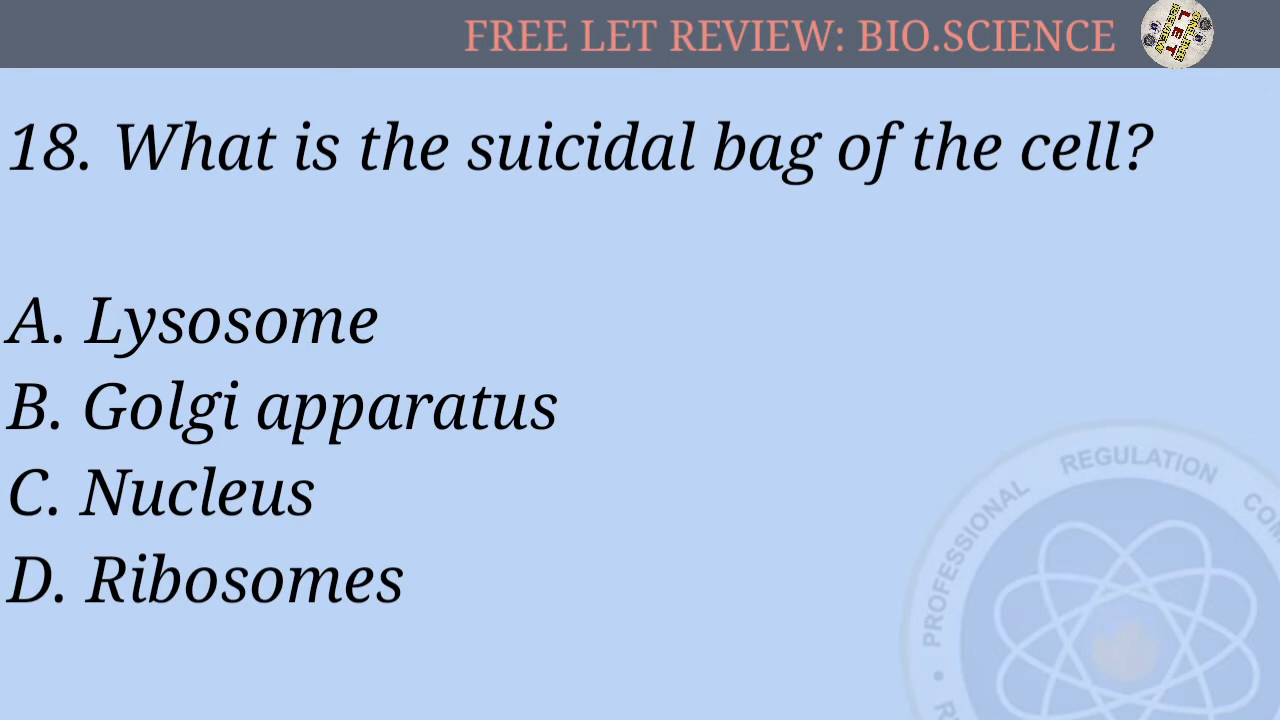 FREE LET REVIEW: BIO.SCIENCE
18. What is the suicidal bag of the cell?
A. Lysosome
B. Golgi apparatus
C. Nucleus
D. Ribosomes
PROFESSIONAL REGULATION